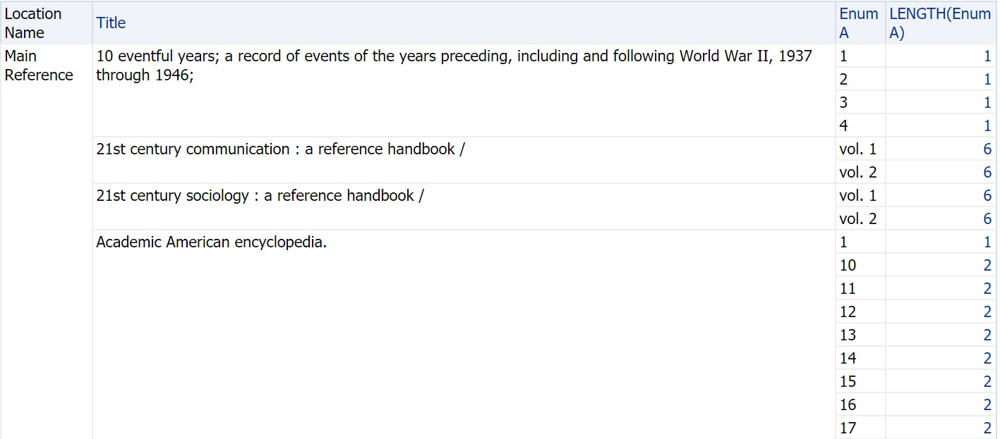 Location Name Title Enum A LENGTH(Enum A)
Main Reference 10 eventful years; a record of events of the years preceding, including and following World War II, 1937 1 1
through 1946;
2 1
3 1
4 1
21st century communication : a reference handbook / vol. 1 6
vol. 2 6
21st century sociology : a reference handbook / vol. 1 6
vol. 2 6
Academic American encyclopedia. 1 1
10 2
11 2
12 2
13 2
14 2
15 2
16 2
17 2